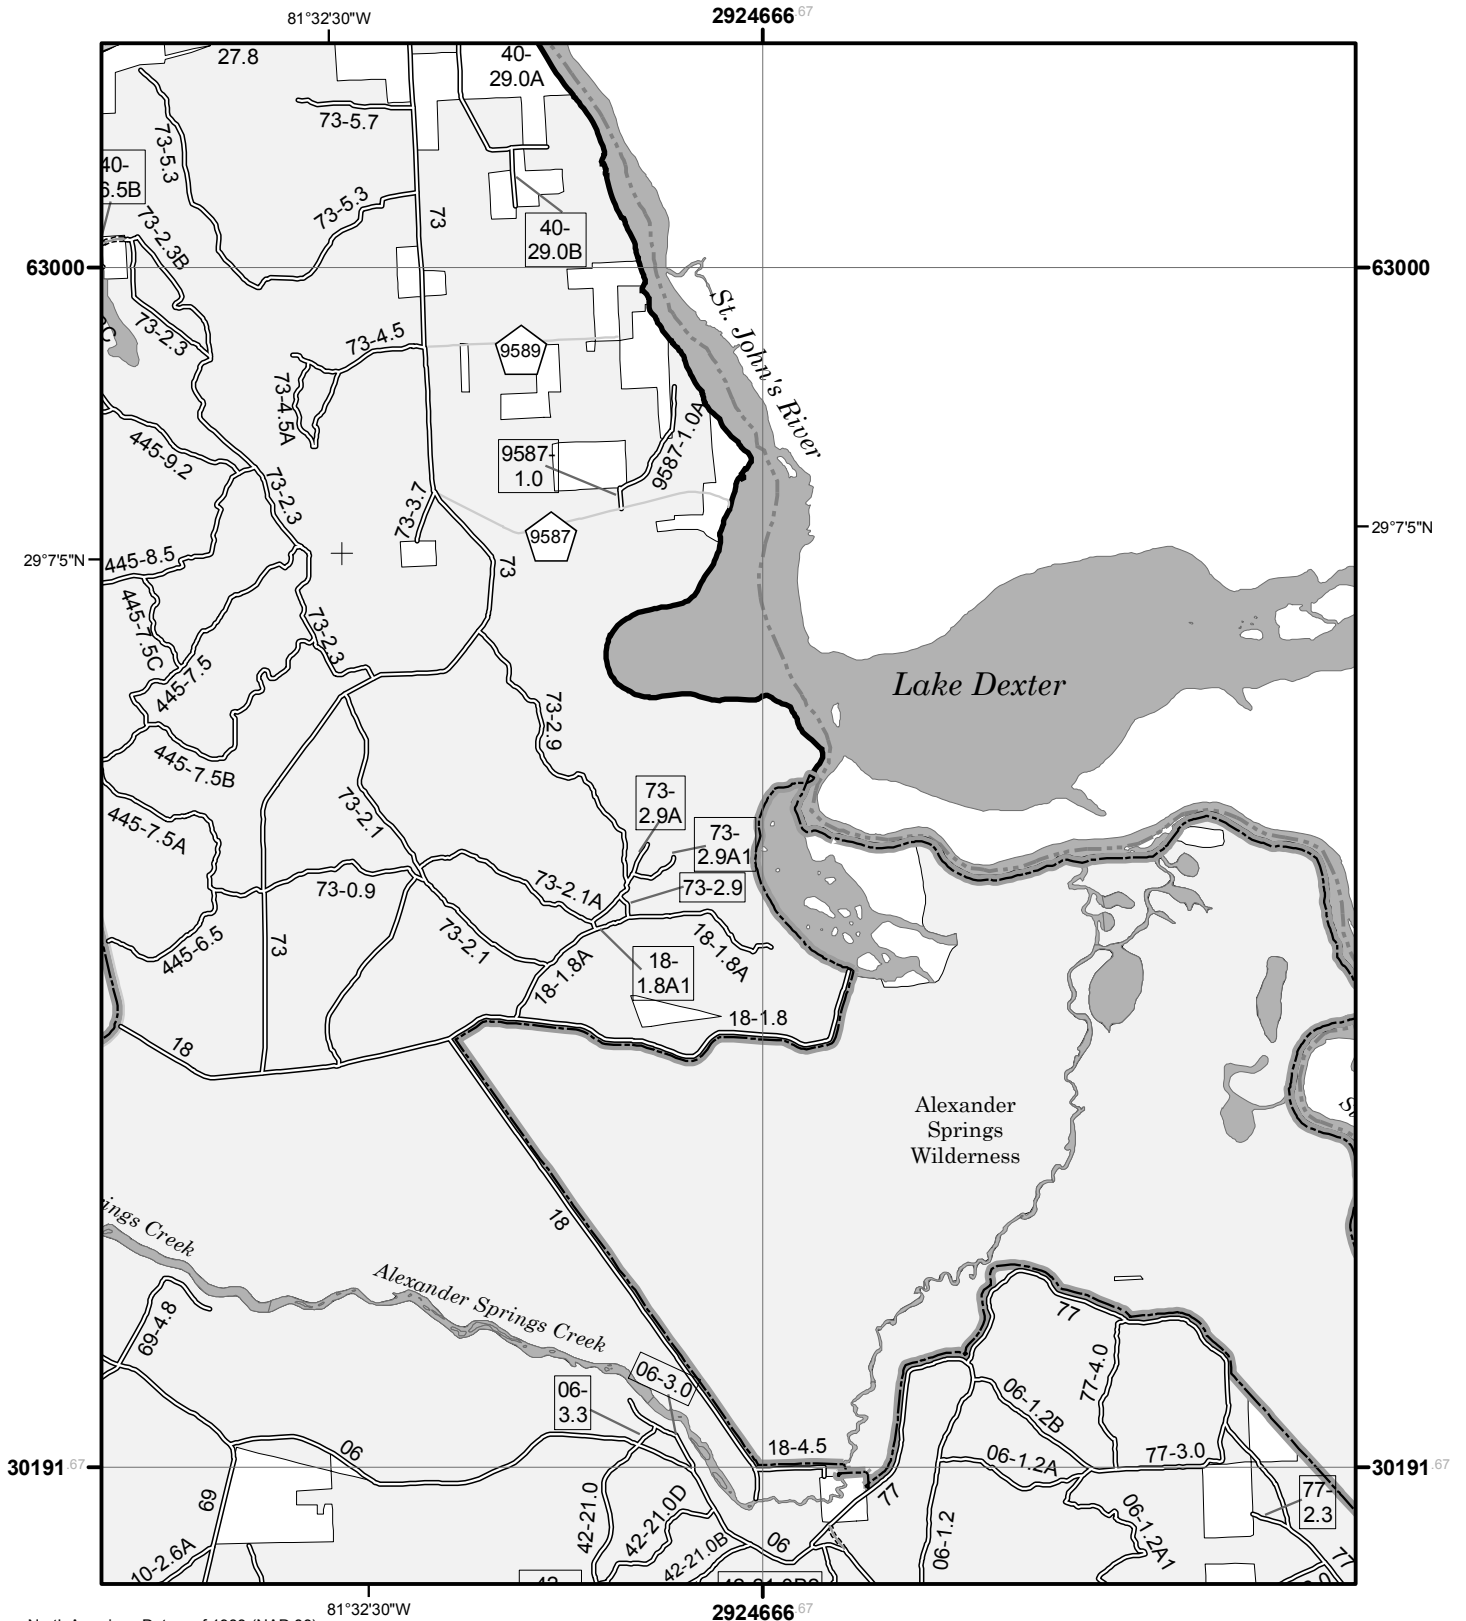 81°32'30"W
2924666.67
27.8
40-
29.0A
73-5.7
73-5.3
40-
6.5B
73-5.3
73
73-2.3B
40-
29.0B
63000
63000
St. John's River
73-2.3
73-4.5
9589
73-4.5A
445-9.2
9587-
1.0
9587-1.0A
73-2.3
73-3.7
9587
29°7'5"N
29°7'5"N
445-8.5
73
445-7.5C
73-2.3
445-7.5
Lake Dexter
73-2.9
445-7.5B
73-
2.9A
73-2.1
445-7.5A
73-
2.9A1
73-0.9
73-2.1A
73-2.9
445-6.5
73
73-2.1
18-1.8A
18-1.8A
18-
1.8A1
18-1.8
18
Alexander
Springs
Wilderness
18
ings Creek
Alexander Springs Creek
69-4.8
77
06-3.0
06-
3.3
77-4.0
06-1.2B
06
18-4.5
06-1.2A
77-3.0
30191.67
30191.67
69
42-21.0
42-21.0D
77
77-
2.3
06-1.2
06-1.2A1
10-2.6A
42-21.0B
06
77
81°32'30"W
2924666.67